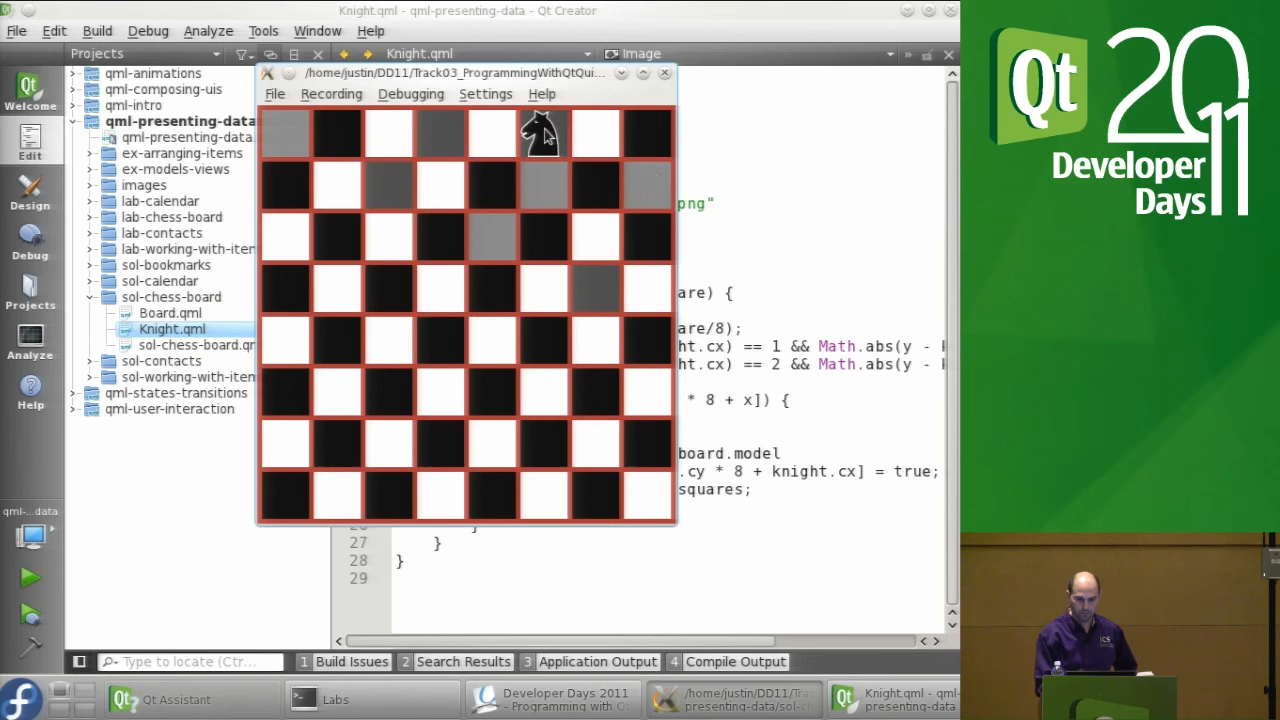 Knight.qml - qml-presenting-data - Qt Creator
File Edit Build Debug Analyze Tools Window Help
Projects
Knight.qml
Image
/home/justin/DD11/Track03_ProgrammingWithQtQui...
File Recording Debugging Settings Help
Qt
Welcome
Edit
Design
Debug
Projects
Analyze
Help
qml-...data
qml-animations
qml-composing-uis
qml-intro
qml-presenting-data
qml-presenting-data.
ex-arranging-items
ex-models-views
images
lab-calendar
lab-chess-board
lab-contacts
lab-working-with-iter
sol-bookmarks
sol-calendar
sol-chess-board
Board.qml
Knight.qml
sol-chess-board.qr
sol-contacts
sol-working-with-item
qml-states-transitions
qml-user-interaction
png"
are) {
are/8);
ht.cx) == 1 && Math.abs(y - k
ht.cx) == 2 && Math.abs(y - k
* 8 + x]) {
board.model
.cy * 8 + knight.cx] = true;
squares;
27 }
28 }
29
Type to locate (Ctr...
1 Build Issues 2 Search Results 3 Application Output 4 Compile Output
Qt Assistant
Labs
Developer Days 2011
- Programming with Q
/home/justin/DD11/Tra
presenting-data/sol-c
Knight.qml - qml-
presenting-data
Qt
2011
Developer
Days
ICS